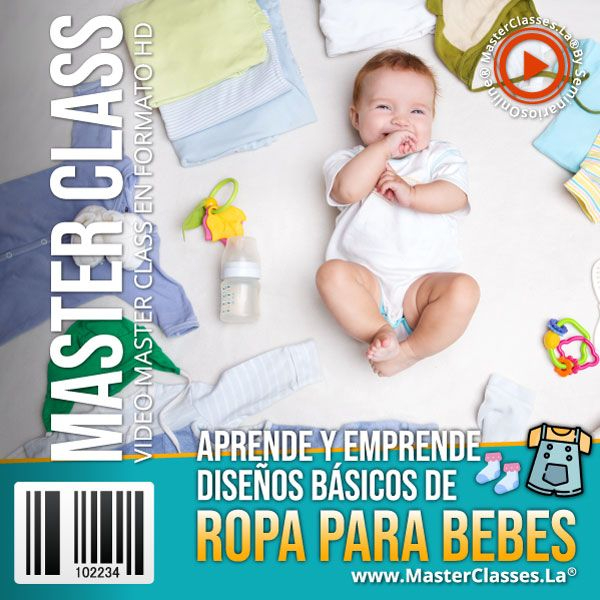 MASTER CLASS
VIDEO MASTER CLASS EN FORMATO HD
MasterClasses.La® By SeminariosOnline®
APRENDE Y EMPRENDE
DISEÑOS BÁSICOS DE
ROPA PARA BEBES
www.MasterClasses.La®
102234